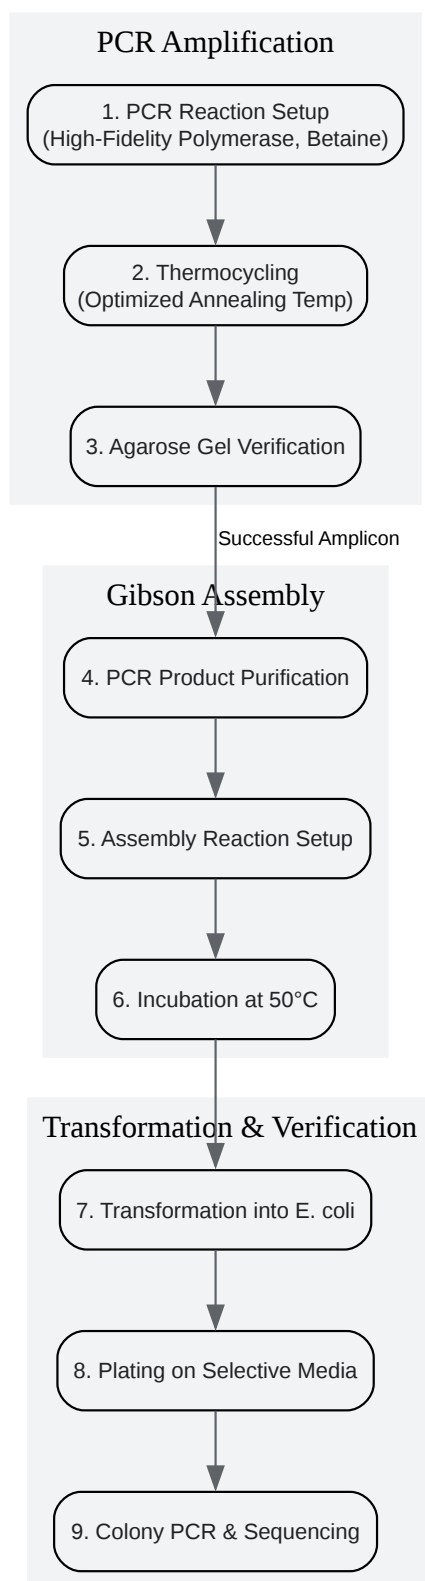 PCR Amplification
1. PCR Reaction Setup
(High-Fidelity Polymerase, Betaine)
2. Thermocycling
(Optimized Annealing Temp)
3. Agarose Gel Verification
Successful Amplicon
Gibson Assembly
4. PCR Product Purification
5. Assembly Reaction Setup
6. Incubation at 50°C
Transformation & Verification
7. Transformation into E. coli
8. Plating on Selective Media
9. Colony PCR & Sequencing